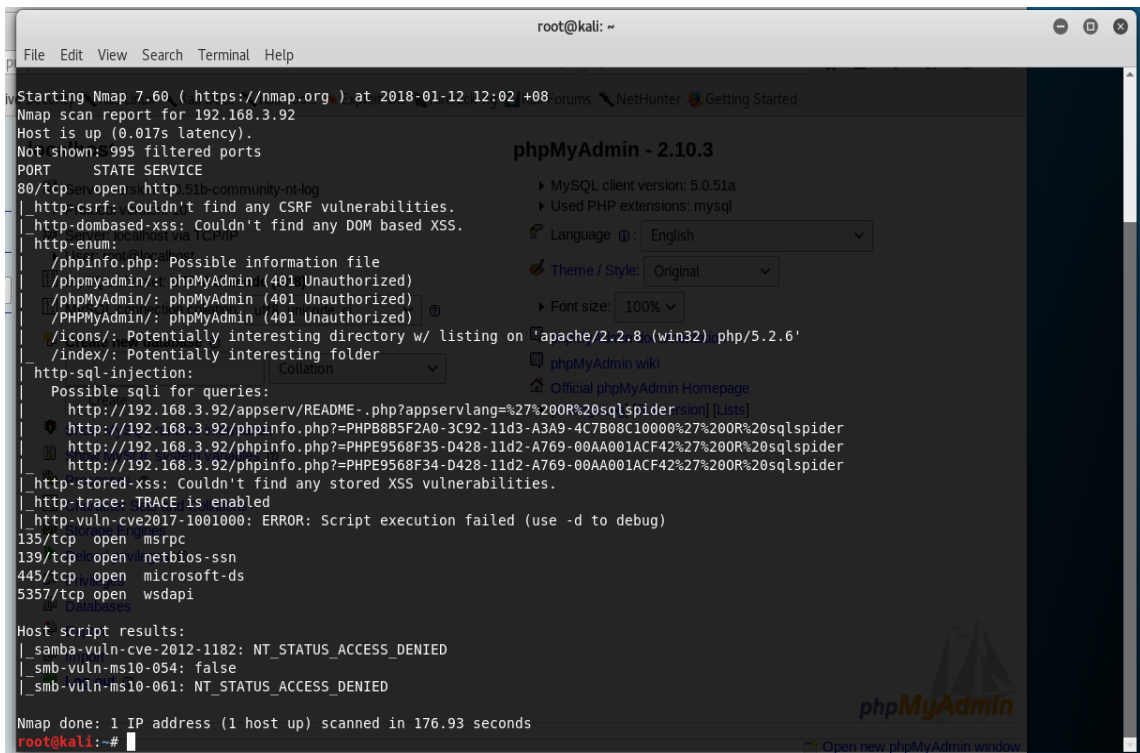 root@kali: ~
File Edit View Search Terminal Help
Starting Nmap 7.60 ( https://nmap.org ) at 2018-01-12 12:02 +08
Forums NetHunter Getting Started
Nmap scan report for 192.168.3.92
Host is up (0.017s latency).
Not shown: 995 filtered ports
phpMyAdmin - 2.10.3
PORT     STATE SERVICE
80/tcp   open  http
MySQL client version: 5.0.51a
|_http-csrf: Couldn't find any CSRF vulnerabilities.
Used PHP extensions: mysql
|_http-dombased-xss: Couldn't find any DOM based XSS.
Language : English
| http-enum:
|   /phpinfo.php: Possible information file
Theme / Style: Original
|   /phpmyadmin/: phpMyAdmin (401 Unauthorized)
|   /phpMyAdmin/: phpMyAdmin (401 Unauthorized)
Font size: 100%
|   /PHPMyAdmin/: phpMyAdmin (401 Unauthorized)
|   /icons/: Potentially interesting directory w/ listing on 'apache/2.2.8 (win32) php/5.2.6'
|_  /index/: Potentially interesting folder
phpMyAdmin wiki
| http-sql-injection:
Collation
|   Possible sqli for queries:
Official phpMyAdmin Homepage
|     http://192.168.3.92/appserv/README-.php?appservlang=%27%20OR%20sqlspider
[Lists]
|     http://192.168.3.92/phpinfo.php?=PHPB8B5F2A0-3C92-11d3-A3A9-4C7B08C10000%27%20OR%20sqlspider
|     http://192.168.3.92/phpinfo.php?=PHPE9568F35-D428-11d2-A769-00AA001ACF42%27%20OR%20sqlspider
|_    http://192.168.3.92/phpinfo.php?=PHPE9568F34-D428-11d2-A769-00AA001ACF42%27%20OR%20sqlspider
|_http-stored-xss: Couldn't find any stored XSS vulnerabilities.
|_http-trace: TRACE is enabled
|_http-vuln-cve2017-1001000: ERROR: Script execution failed (use -d to debug)
135/tcp  open  msrpc
139/tcp  open  netbios-ssn
445/tcp  open  microsoft-ds
5357/tcp open  wsdapi
Databases
Host script results:
|_samba-vuln-cve-2012-1182: NT_STATUS_ACCESS_DENIED
|_smb-vuln-ms10-054: false
|_smb-vuln-ms10-061: NT_STATUS_ACCESS_DENIED
phpMyAdmin
Nmap done: 1 IP address (1 host up) scanned in 176.93 seconds
root@kali:~#
Open new phpMyAdmin window